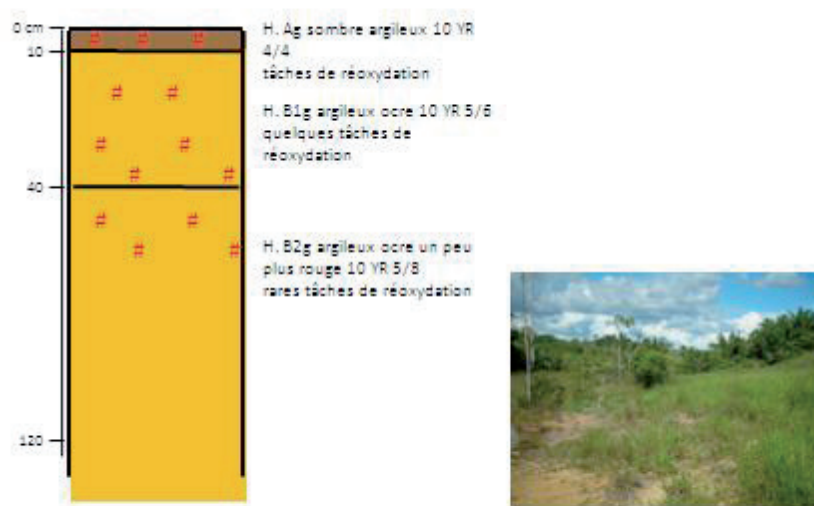 0 cm
10
40
120
H. Ag sombre argileux 10 YR
4/4
tâches de réoxydation
H. B1g argileux ocre 10 YR 5/6
quelques tâches de
réoxydation
H. B2g argileux ocre un peu
plus rouge 10 YR 5/8
rares tâches de réoxydation
# # #
# #
# #
# #
# #
# #